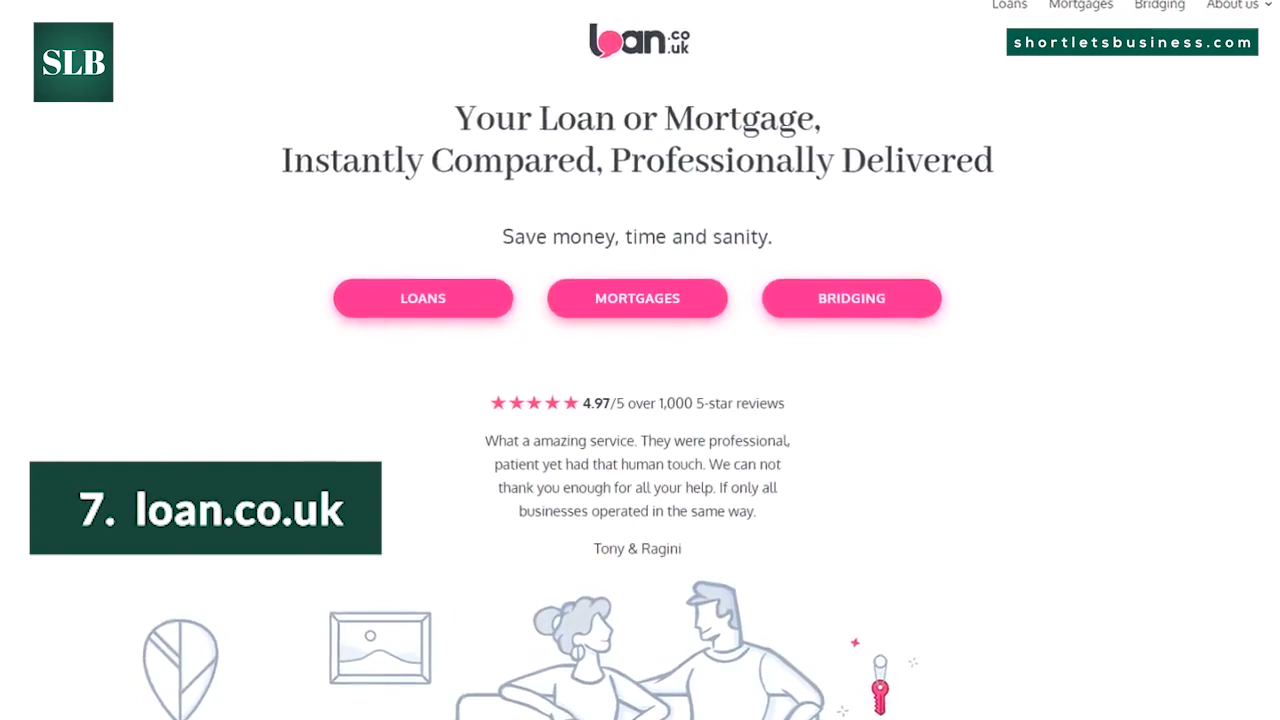 Loans Mortgages Bridging About us
SLB
loan.co.uk
shortletsbusiness.com
Your Loan or Mortgage,
Instantly Compared, Professionally Delivered
Save money, time and sanity.
LOANS MORTGAGES BRIDGING
4.97/5 over 1,000 5-star reviews
What a amazing service. They were professional,
patient yet had that human touch. We can not
thank you enough for all your help. If only all
businesses operated in the same way.
7. loan.co.uk
Tony & Ragini